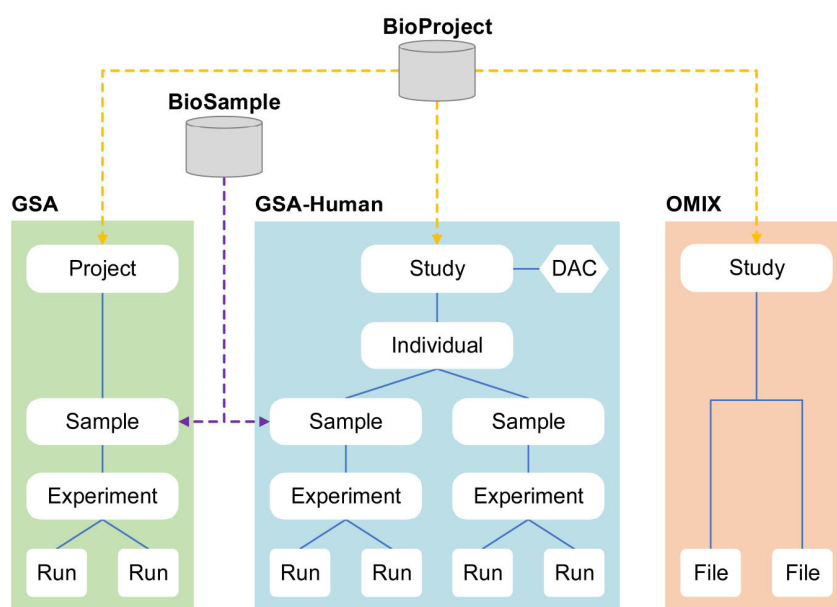 BioProject
BioSample
GSA
GSA-Human
OMIX
Project
Study
DAC
Study
Individual
Sample
Sample
Sample
Experiment
Experiment
Experiment
Run
Run
Run
Run
Run
Run
File
File